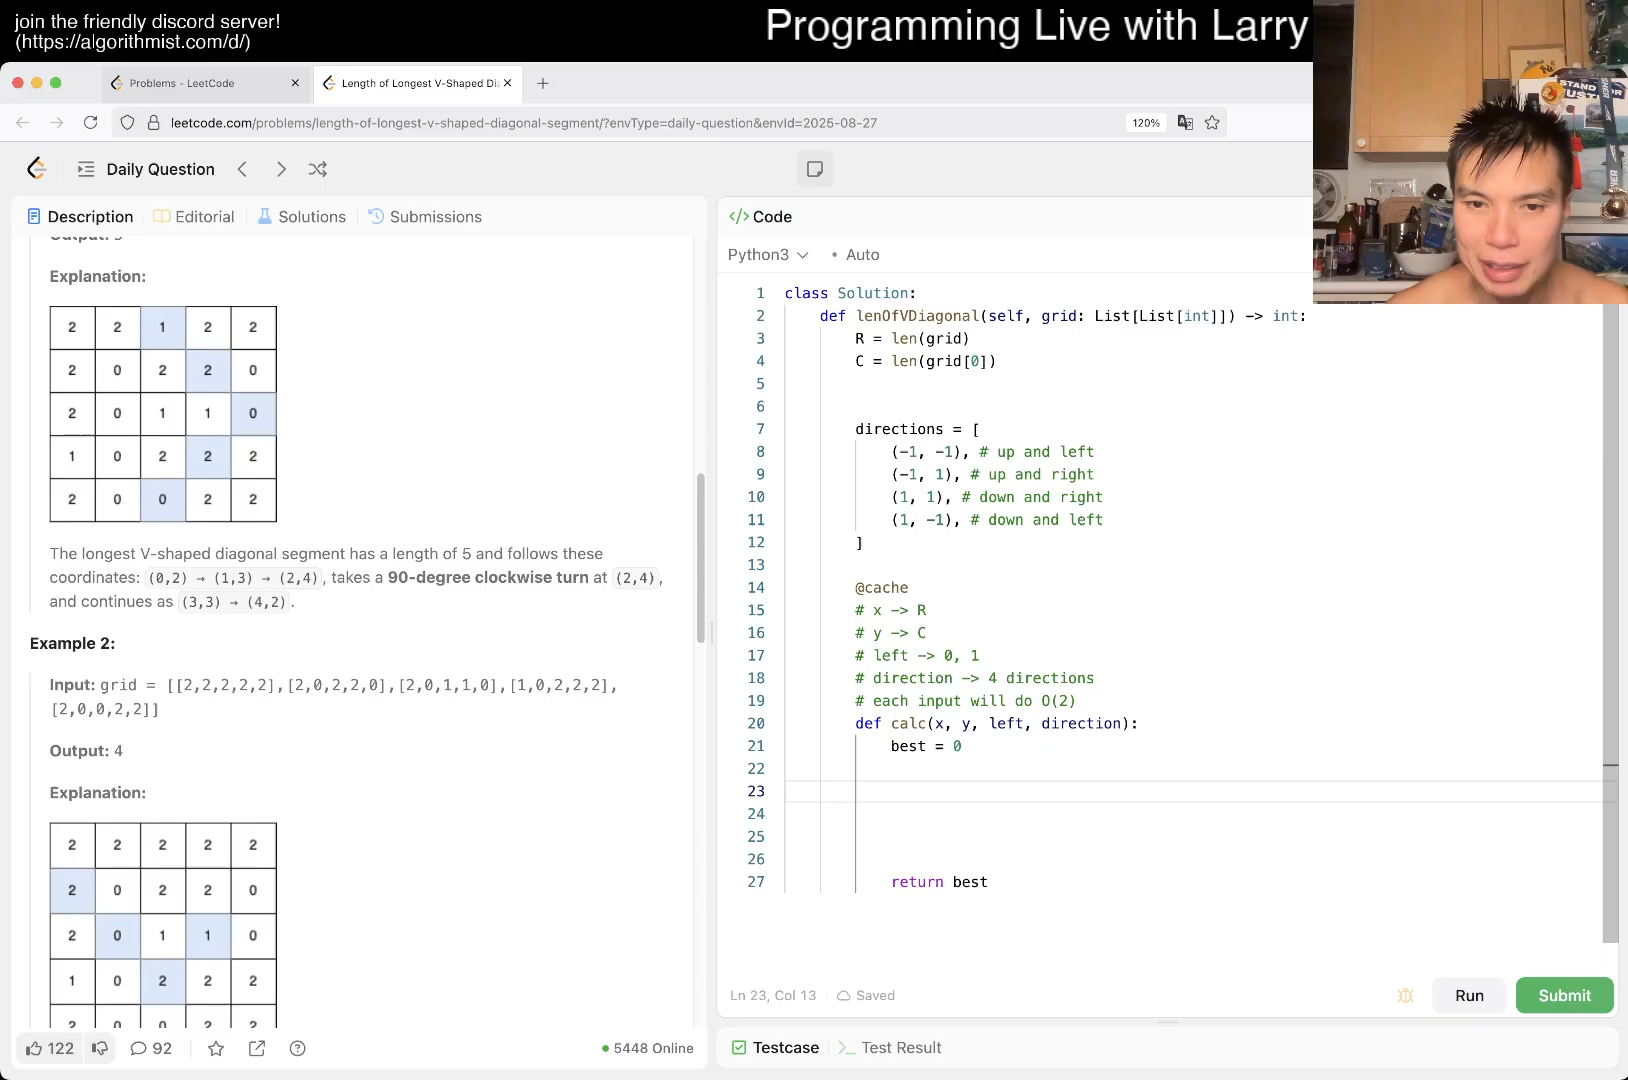 join the friendly discord server!
(https://algorithmist.com/d/)
Programming Live with Larry
Problems - LeetCode
Length of Longest V-Shaped Di
leetcode.com/problems/length-of-longest-v-shaped-diagonal-segment/?envType=daily-question&envId=2025-08-27
120%
Daily Question
Description
Editorial
Solutions
Submissions
Explanation:
2 2 1 2 2
2 0 2 2 0
2 0 1 1 0
1 0 2 2 2
2 0 0 2 2
The longest V-shaped diagonal segment has a length of 5 and follows these
coordinates: (0,2) → (1,3) → (2,4), takes a 90-degree clockwise turn at (2,4),
and continues as (3,3) → (4,2).
Example 2:
Input: grid = [[2,2,2,2,2],[2,0,2,2,0],[2,0,1,1,0],[1,0,2,2,2],
[2,0,0,2,2]]
Output: 4
Explanation:
2 2 2 2 2
2 0 2 2 0
2 0 1 1 0
1 0 2 2 2
2 0 0 2 2
122
92
5448 Online
</> Code
Python3
• Auto
1 class Solution:
2 def lenOfVDiagonal(self, grid: List[List[int]]) -> int:
3 R = len(grid)
4 C = len(grid[0])
5
6
7 directions = [
8 (-1, -1), # up and left
9 (-1, 1), # up and right
10 (1, 1), # down and right
11 (1, -1), # down and left
12 ]
13
14 @cache
15 # x -> R
16 # y -> C
17 # left -> 0, 1
18 # direction -> 4 directions
19 # each input will do O(2)
20 def calc(x, y, left, direction):
21 best = 0
22
23
24
25
26
27 return best
Ln 23, Col 13
Saved
Run
Submit
Testcase
Test Result